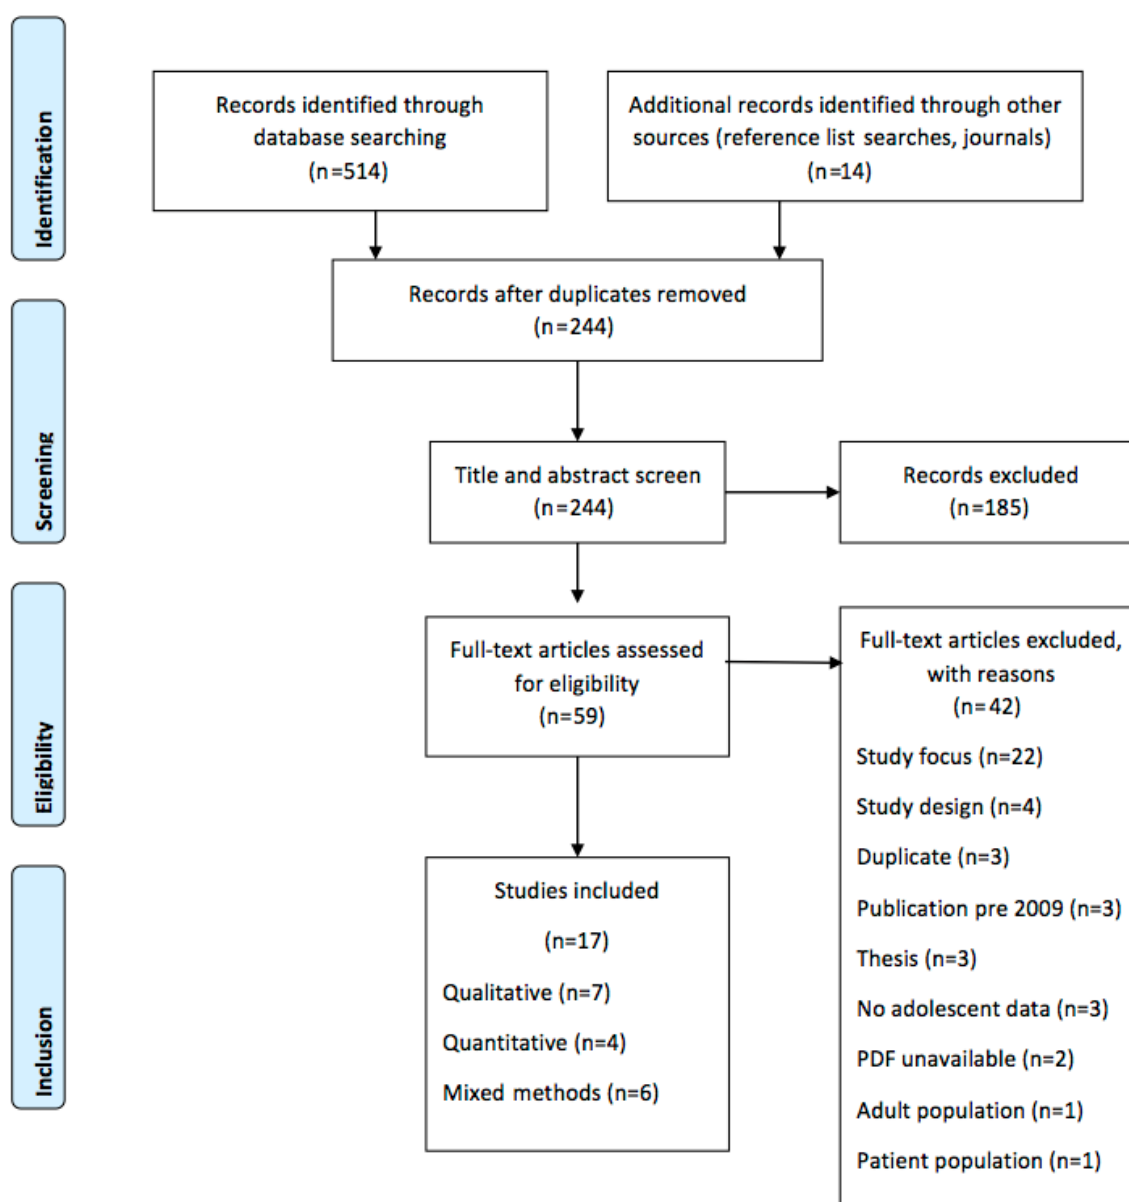 Identification
Records identified through
database searching
(n=514)
Additional records identified through other
sources (reference list searches, journals)
(n=14)
Records after duplicates removed
(n=244)
Screening
Title and abstract screen
(n=244)
Records excluded
(n=185)
Eligibility
Full-text articles assessed
for eligibility
(n=59)
Full-text articles excluded,
with reasons
(n=42)
Study focus (n=22)
Study design (n=4)
Duplicate (n=3)
Publication pre 2009 (n=3)
Thesis (n=3)
No adolescent data (n=3)
PDF unavailable (n=2)
Adult population (n=1)
Patient population (n=1)
Inclusion
Studies included
(n=17)
Qualitative (n=7)
Quantitative (n=4)
Mixed methods (n=6)